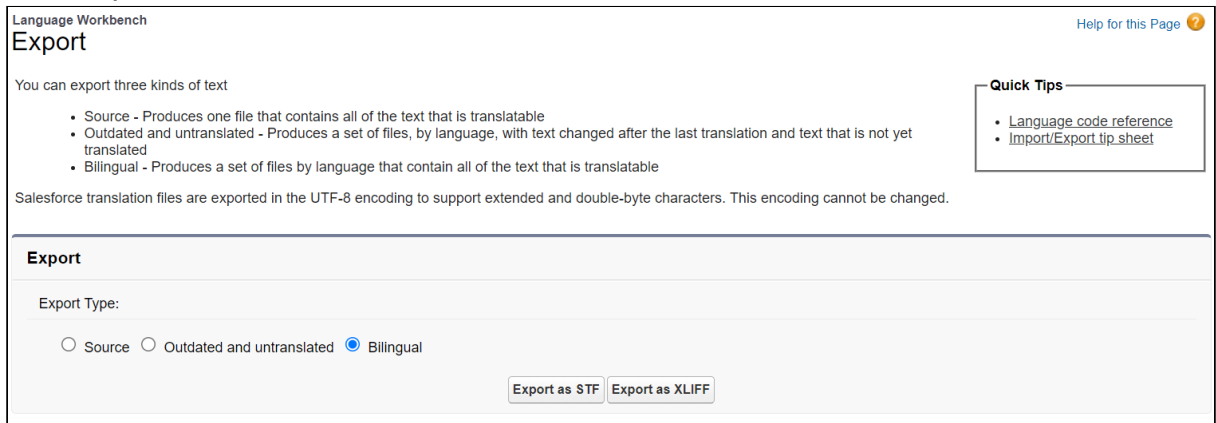 Language Workbench
Export
Help for this Page
You can export three kinds of text
Quick Tips
Source - Produces one file that contains all of the text that is translatable
Outdated and untranslated - Produces a set of files, by language, with text changed after the last translation and text that is not yet
translated
Bilingual - Produces a set of files by language that contain all of the text that is translatable
Language code reference
Import/Export tip sheet
Salesforce translation files are exported in the UTF-8 encoding to support extended and double-byte characters. This encoding cannot be changed.
Export
Export Type:
Source Outdated and untranslated Bilingual
Export as STF Export as XLIFF